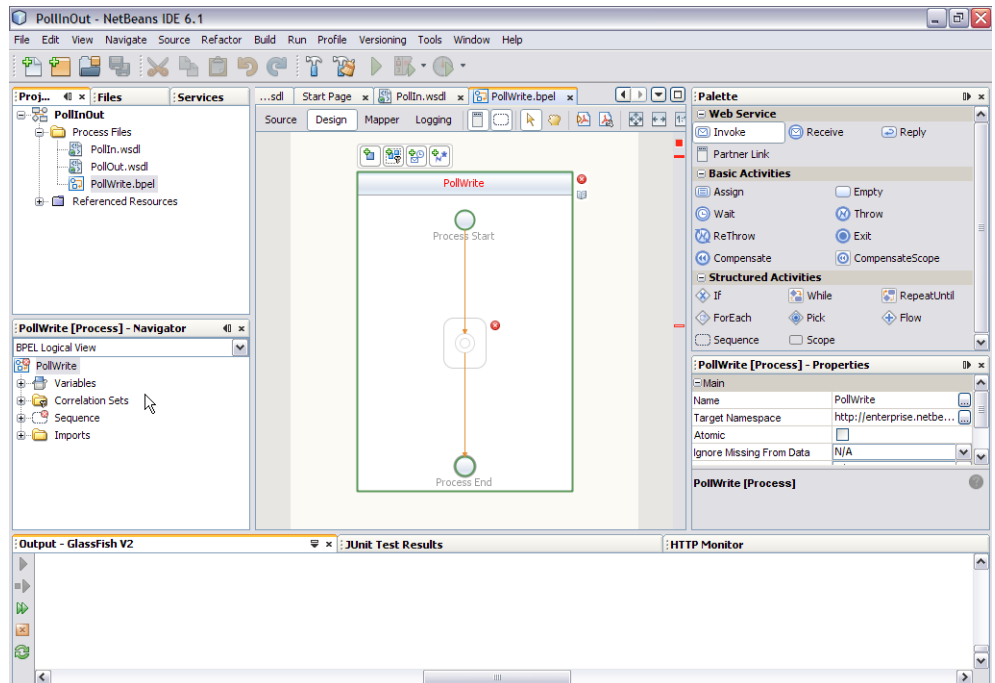 PollInOut - NetBeans IDE 6.1
File Edit View Navigate Source Refactor Build Run Profile Versioning Tools Window Help
Proj... Files Services
PollInOut
Process Files
PollIn.wsdl
PollOut.wsdl
PollWrite.bpel
Referenced Resources
PollWrite [Process] - Navigator
BPEL Logical View
PollWrite
Variables
Correlation Sets
Sequence
Imports
...sdl Start Page PollIn.wsdl PollWrite.bpel
Source Design Mapper Logging
PollWrite
Process Start
Process End
Palette
Web Service
Invoke Receive Reply
Partner Link
Basic Activities
Assign Empty
Wait Throw
ReThrow Exit
Compensate CompensateScope
Structured Activities
If While RepeatUntil
ForEach Pick Flow
Sequence Scope
PollWrite [Process] - Properties
Main
Name PollWrite ...
Target Namespace http://enterprise.netbe... ...
Atomic
Ignore Missing From Data N/A
PollWrite [Process]
Output - GlassFish V2 JUnit Test Results HTTP Monitor